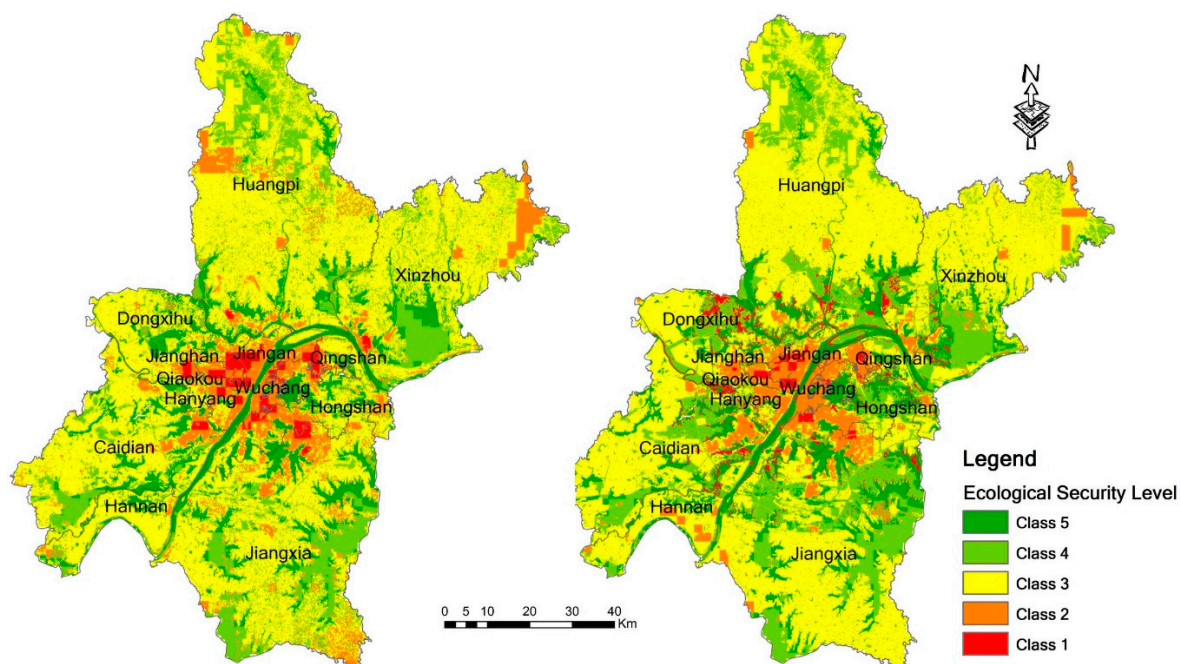 Huangpi
Xinzhou
Dongxihu
Jianghan
Jiangan
Qingshan
Qiaokou
Wuchang
Hanyang
Hongshan
Caidian
Hannan
Jiangxia
0 5 10 20 30 40
Km
N
Huangpi
Xinzhou
Dongxihu
Jianghan
Jiangan
Qingshan
Qiaokou
Wuchang
Hanyang
Hongshan
Caidian
Hannan
Jiangxia
Legend
Ecological Security Level
Class 5
Class 4
Class 3
Class 2
Class 1